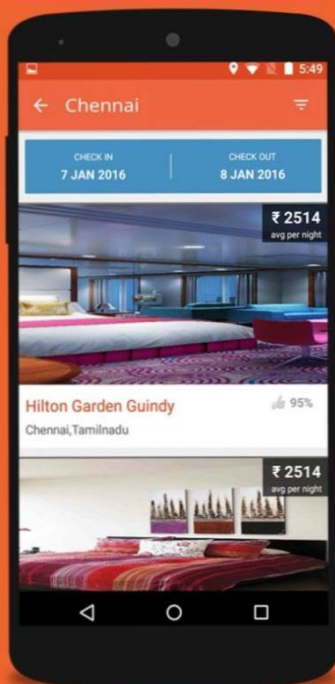 5:49
Chennai
CHECK IN
CHECK OUT
7 JAN 2016
8 JAN 2016
₹ 2514
avg per night
Hilton Garden Guindy
95%
Chennai,Tamilnadu
₹ 2514
avg per night